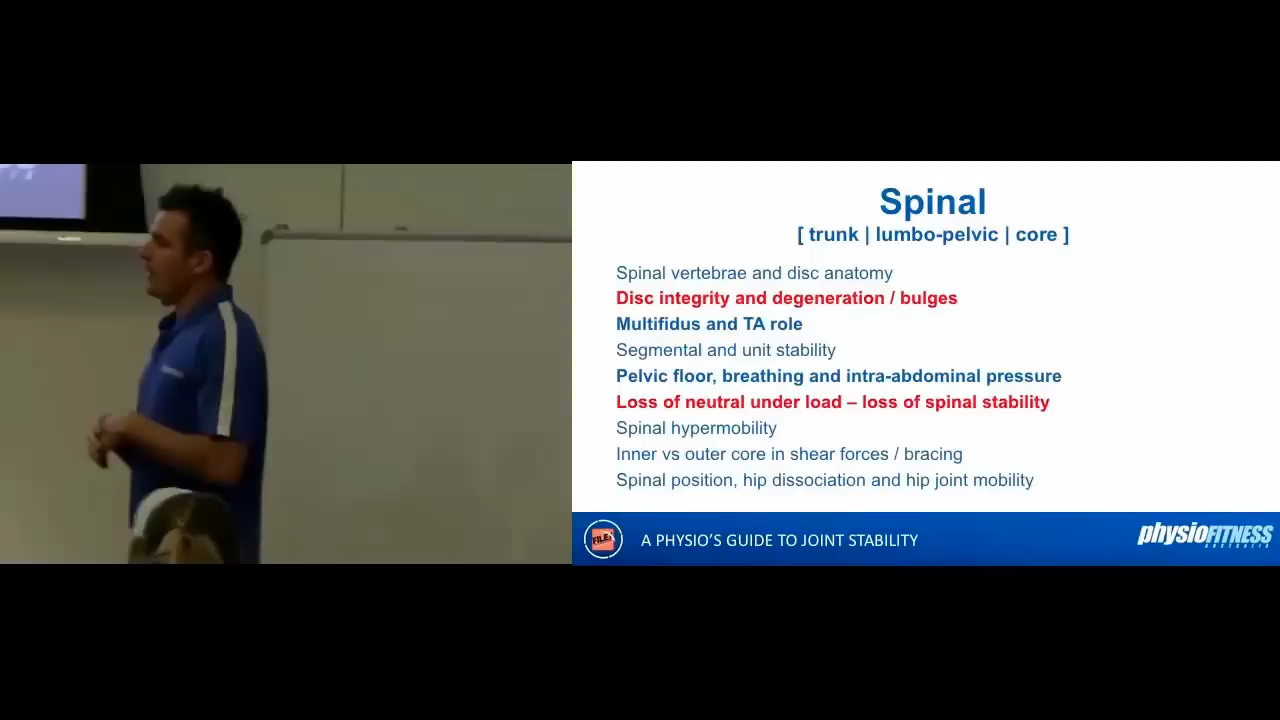 Spinal
[ trunk | lumbo-pelvic | core ]
Spinal vertebrae and disc anatomy
Disc integrity and degeneration / bulges
Multifidus and TA role
Segmental and unit stability
Pelvic floor, breathing and intra-abdominal pressure
Loss of neutral under load – loss of spinal stability
Spinal hypermobility
Inner vs outer core in shear forces / bracing
Spinal position, hip dissociation and hip joint mobility
FILEX
A PHYSIO’S GUIDE TO JOINT STABILITY
physioFITNESS
AUSTRALIA